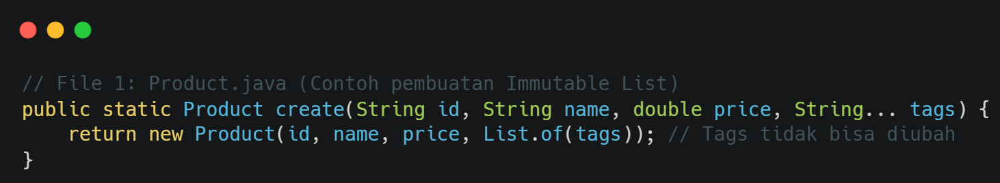 // File 1: Product.java (Contoh pembuatan Immutable List)
public static Product create(String id, String name, double price, String... tags) {
    return new Product(id, name, price, List.of(tags)); // Tags tidak bisa diubah
}